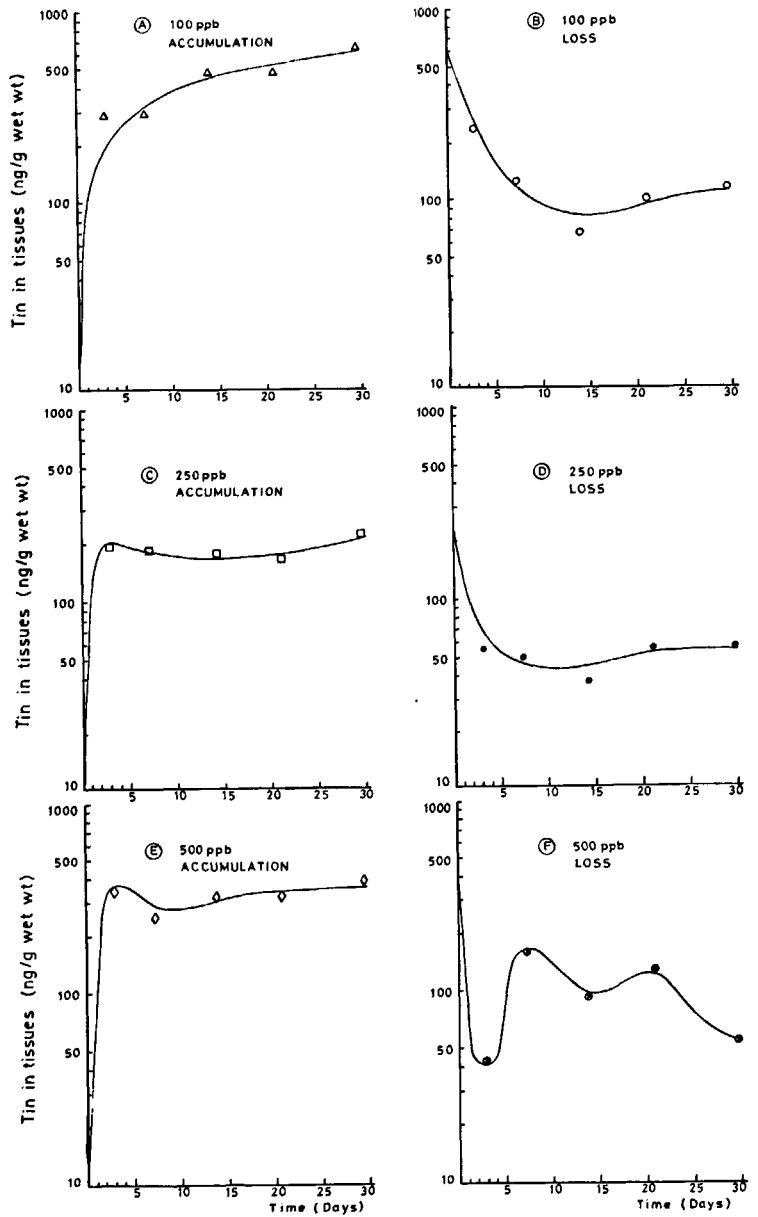 Ⓐ 100 ppb
ACCUMULATION
Tin in tissues (ng/g wet wt)
1000
500
100
50
10
5 10 15 20 25 30
Ⓑ 100 ppb
LOSS
1000
500
100
50
10
5 10 15 20 25 30
Ⓒ 250 ppb
ACCUMULATION
Tin in tissues (ng/g wet wt)
1000
500
100
50
10
5 10 15 20 25 30
Ⓓ 250 ppb
LOSS
1000
500
100
50
10
5 10 15 20 25 30
Ⓔ 500 ppb
ACCUMULATION
Tin in tissues (ng/g wet wt)
1000
500
100
50
10
5 10 15 20 25 30
Time (Days)
Ⓕ 500 ppb
LOSS
1000
500
100
50
10
5 10 15 20 25 30
Time (Days)